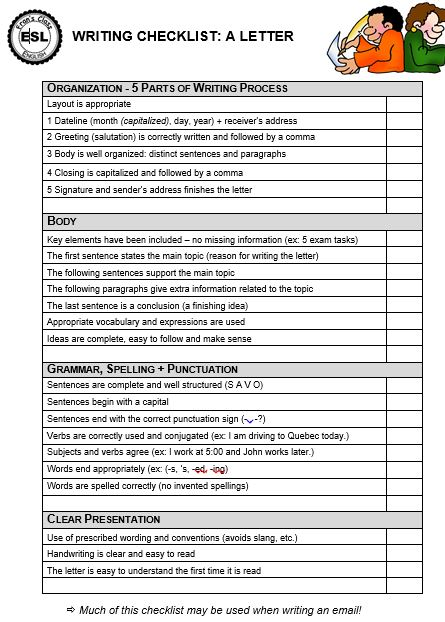 Fran's Class
ESL
ENGLISH
WRITING CHECKLIST: A LETTER
ORGANIZATION - 5 PARTS OF WRITING PROCESS
Layout is appropriate
1 Dateline (month (capitalized), day, year) + receiver's address
2 Greeting (salutation) is correctly written and followed by a comma
3 Body is well organized: distinct sentences and paragraphs
4 Closing is capitalized and followed by a comma
5 Signature and sender's address finishes the letter
BODY
Key elements have been included – no missing information (ex: 5 exam tasks)
The first sentence states the main topic (reason for writing the letter)
The following sentences support the main topic
The following paragraphs give extra information related to the topic
The last sentence is a conclusion (a finishing idea)
Appropriate vocabulary and expressions are used
Ideas are complete, easy to follow and make sense
GRAMMAR, SPELLING + PUNCTUATION
Sentences are complete and well structured (S A V O)
Sentences begin with a capital
Sentences end with the correct punctuation sign (-. -?)
Verbs are correctly used and conjugated (ex: I am driving to Quebec today.)
Subjects and verbs agree (ex: I work at 5:00 and John works later.)
Words end appropriately (ex: (-s, 's, -ed, -ing)
Words are spelled correctly (no invented spellings)
CLEAR PRESENTATION
Use of prescribed wording and conventions (avoids slang, etc.)
Handwriting is clear and easy to read
The letter is easy to understand the first time it is read
⇨ Much of this checklist may be used when writing an email!